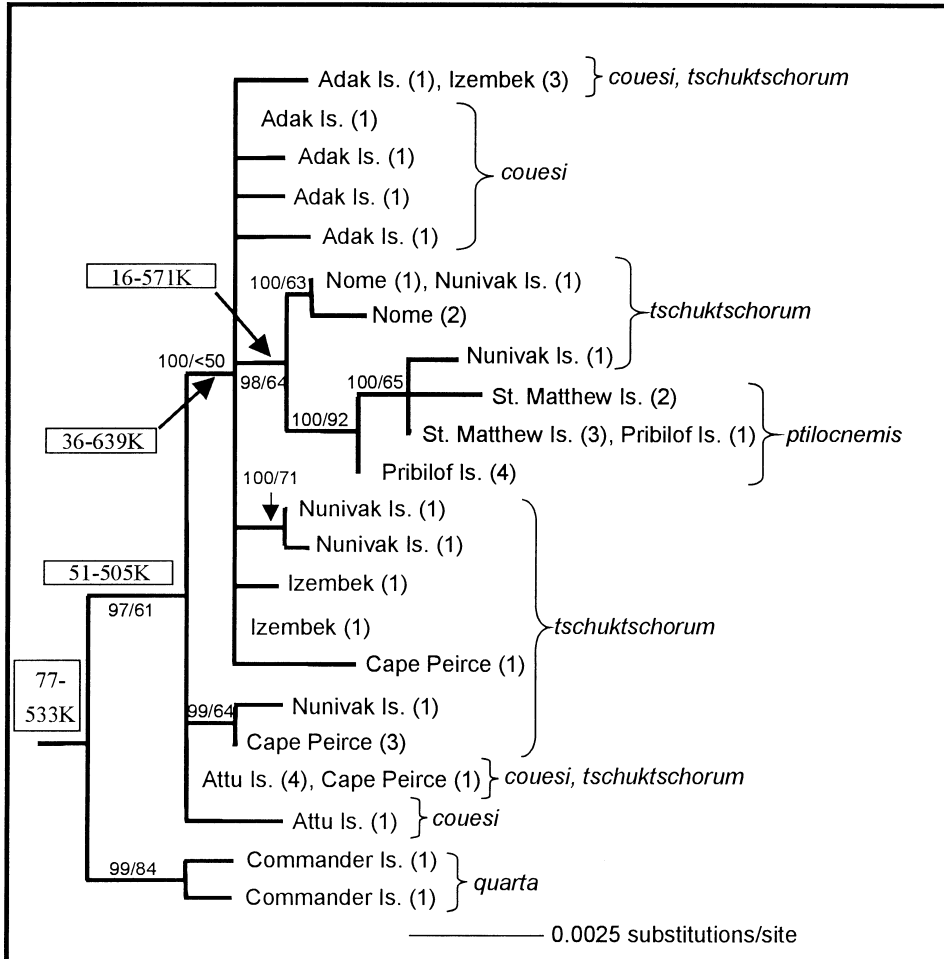 Adak Is. (1), Izembek (3) couesi, tschuktschorum
Adak Is. (1)
Adak Is. (1)
couesi
Adak Is. (1)
Adak Is. (1)
16-571K
100/63
Nome (1), Nunivak Is. (1)
tschuktschorum
Nome (2)
100/<50
98/64
Nunivak Is. (1)
100/65
St. Matthew Is. (2)
100/92
36-639K
St. Matthew Is. (3), Pribilof Is. (1) ptilocnemis
Pribilof Is. (4)
100/71
Nunivak Is. (1)
Nunivak Is. (1)
51-505K
97/61
Izembek (1)
Izembek (1)
tschuktschorum
Cape Peirce (1)
77-
533K
99/64
Nunivak Is. (1)
Cape Peirce (3)
Attu Is. (4), Cape Peirce (1) couesi, tschuktschorum
Attu Is. (1) couesi
99/84
Commander Is. (1)
quarta
Commander Is. (1)
0.0025 substitutions/site